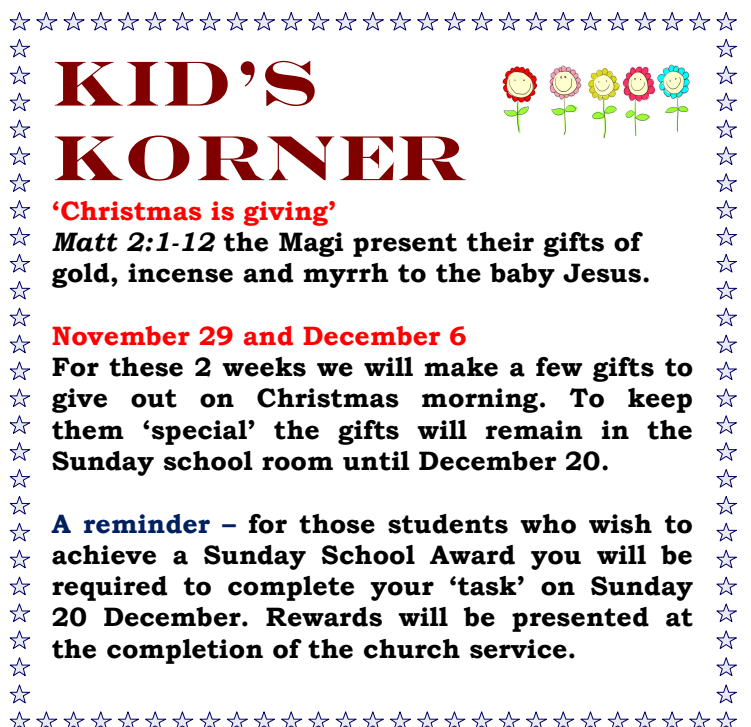 KID'S
KORNER
‘Christmas is giving’
Matt 2:1-12 the Magi present their gifts of
gold, incense and myrrh to the baby Jesus.
November 29 and December 6
For these 2 weeks we will make a few gifts to
give out on Christmas morning. To keep
them ‘special’ the gifts will remain in the
Sunday school room until December 20.
A reminder – for those students who wish to
achieve a Sunday School Award you will be
required to complete your ‘task’ on Sunday
20 December. Rewards will be presented at
the completion of the church service.